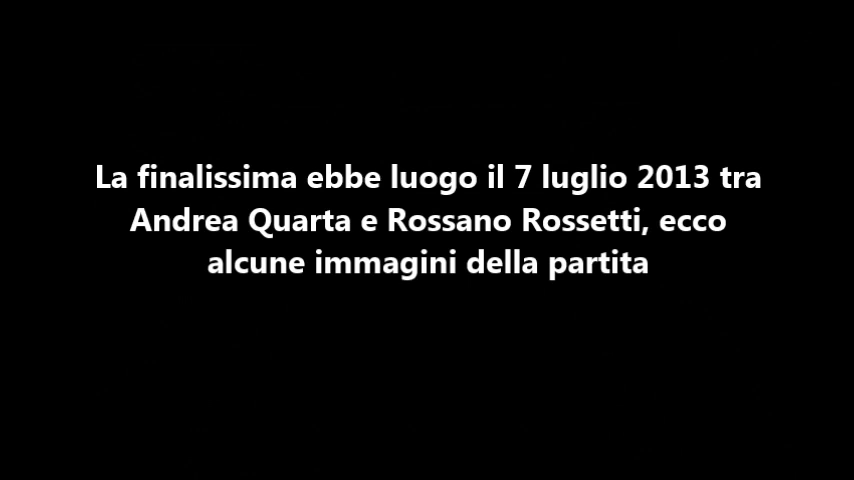 La finalissima ebbe luogo il 7 luglio 2013 tra
Andrea Quarta e Rossano Rossetti, ecco
alcune immagini della partita